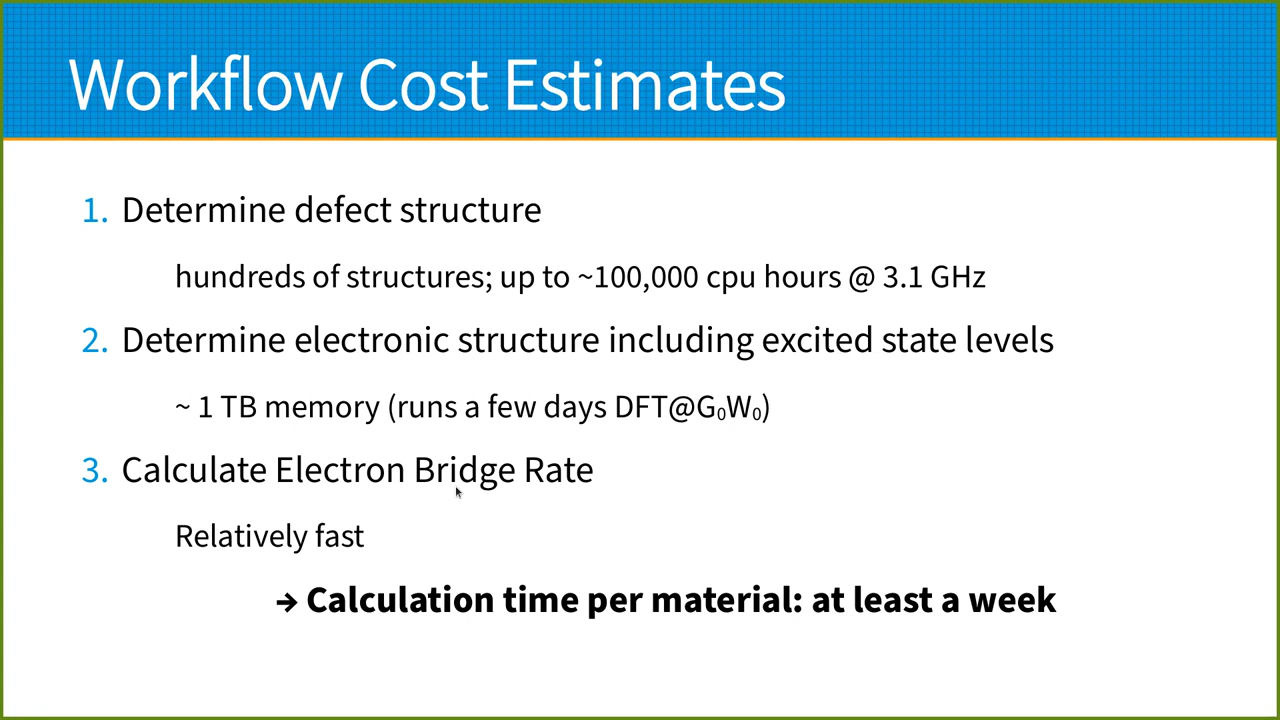 Workflow Cost Estimates
1. Determine defect structure
hundreds of structures; up to ~100,000 cpu hours @ 3.1 GHz
2. Determine electronic structure including excited state levels
~ 1 TB memory (runs a few days DFT@G₀W₀)
3. Calculate Electron Bridge Rate
Relatively fast
→ Calculation time per material: at least a week